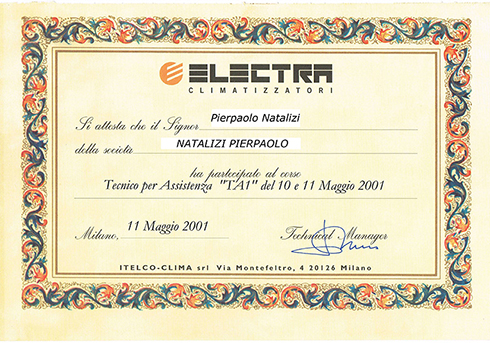 ELECTRA
CLIMATIZZATORI
Si attesta che il Signor Pierpaolo Natalizi
della società NATALIZI PIERPAOLO
ha partecipato al corso
Tecnico per Assistenza "TA1" del 10 e 11 Maggio 2001
Milano, 11 Maggio 2001 Technical Manager
ITELCO-CLIMA srl Via Montefeltro, 4 20126 Milano